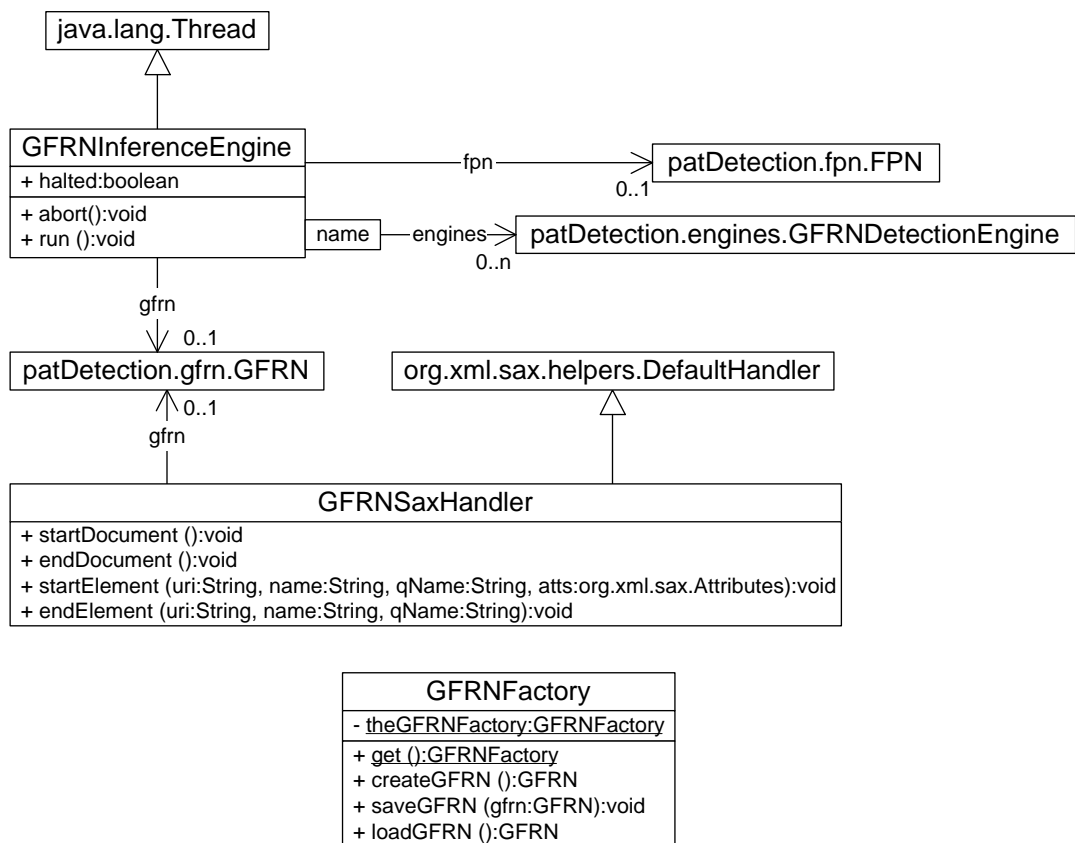 java.lang.Thread
GFRNInferenceEngine
+ halted:boolean
+ abort():void
+ run ():void
fpn
0..1
patDetection.fpn.FPN
name
engines
0..n
patDetection.engines.GFRNDetectionEngine
gfrn
0..1
patDetection.gfrn.GFRN
org.xml.sax.helpers.DefaultHandler
0..1
gfrn
GFRNSaxHandler
+ startDocument ():void
+ endDocument ():void
+ startElement (uri:String, name:String, qName:String, atts:org.xml.sax.Attributes):void
+ endElement (uri:String, name:String, qName:String):void
GFRNFactory
- theGFRNFactory:GFRNFactory
+ get ():GFRNFactory
+ createGFRN ():GFRN
+ saveGFRN (gfrn:GFRN):void
+ loadGFRN ():GFRN